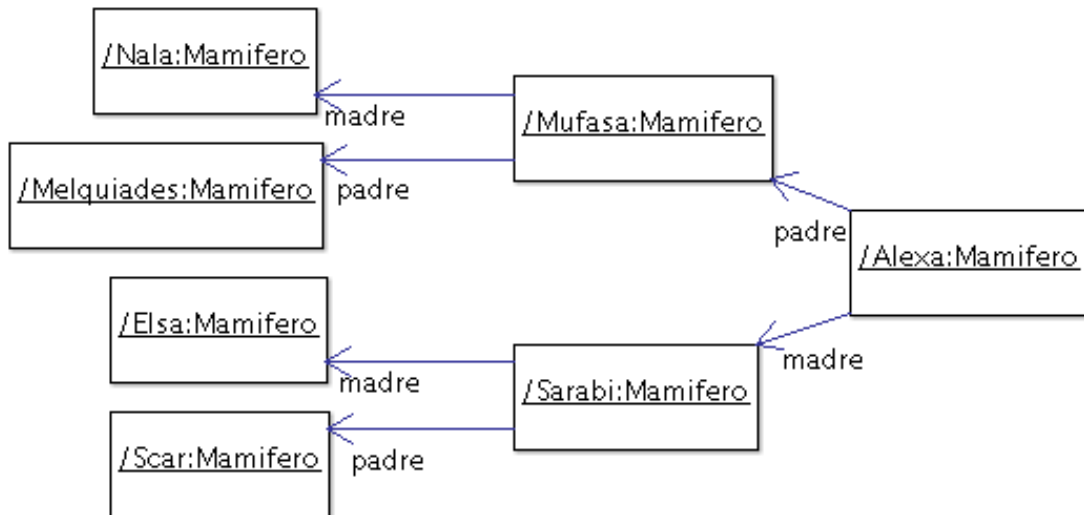 /Nala:Mamifero
madre
/Mufasa:Mamifero
/Melquiades:Mamifero
padre
padre
/Alexa:Mamifero
/Elsa:Mamifero
madre
madre
/Sarabi:Mamifero
/Scar:Mamifero
padre